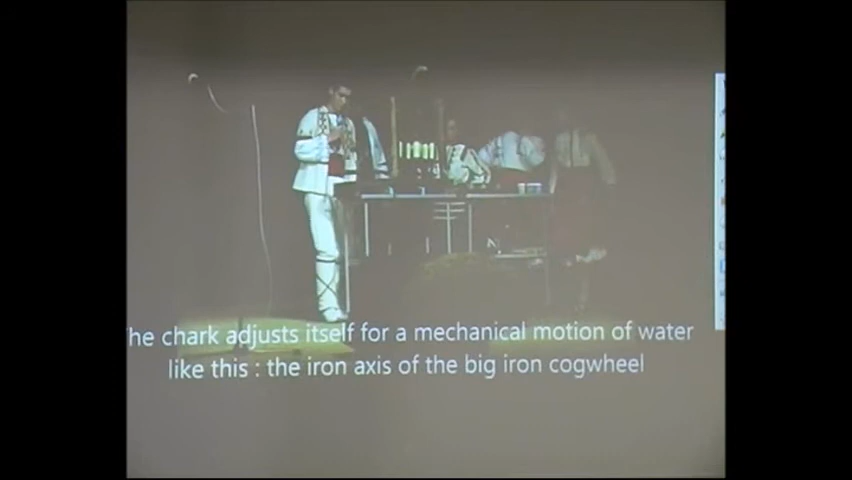 he chark adjusts itself for a mechanical motion of water
like this : the iron axis of the big iron cogwheel